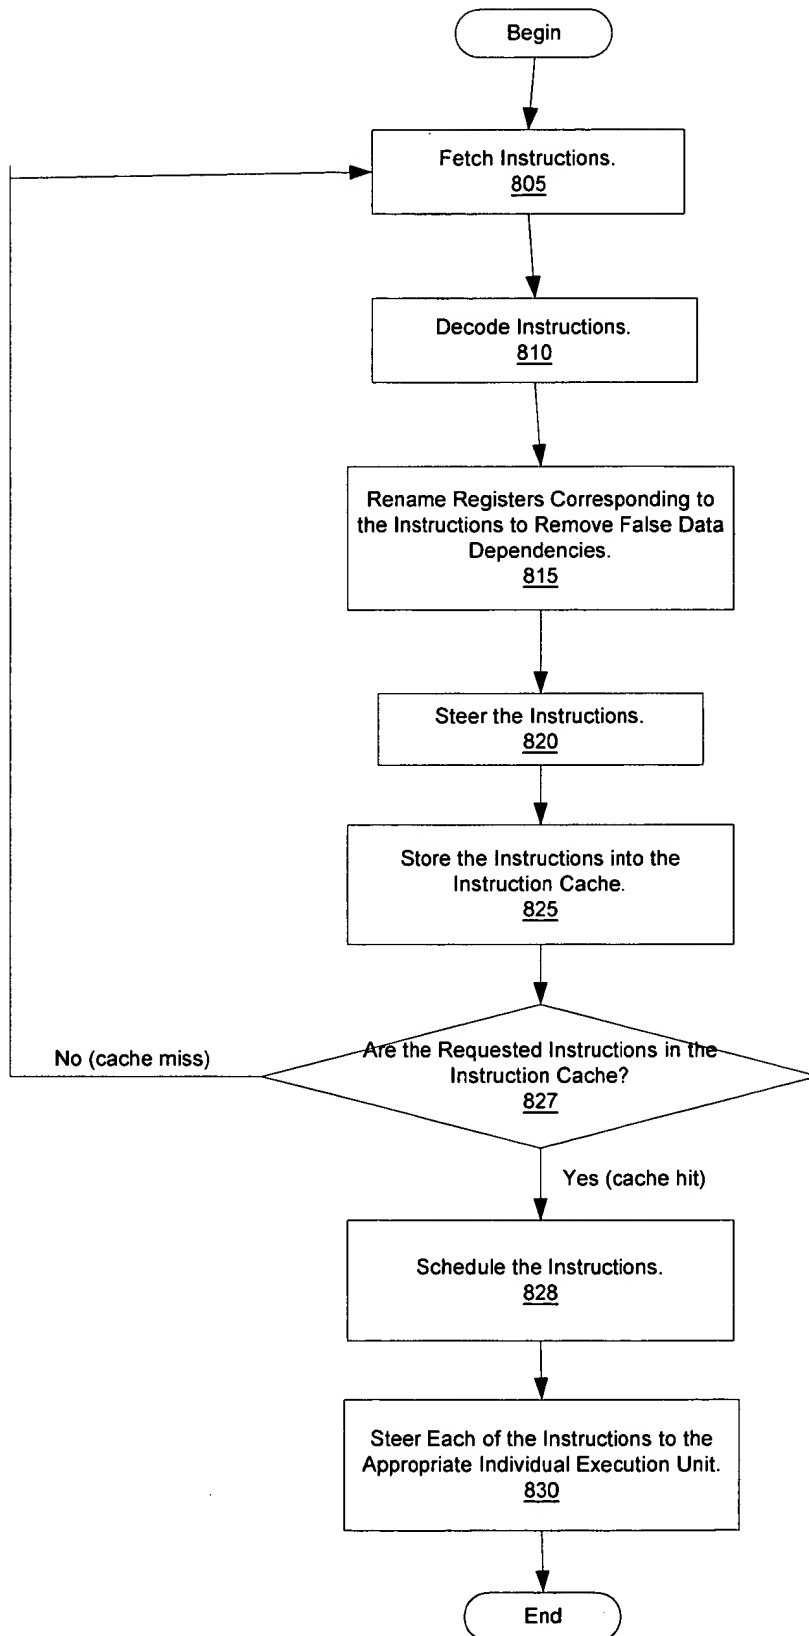 Begin
Fetch Instructions.
805
Decode Instructions.
810
Rename Registers Corresponding to
the Instructions to Remove False Data
Dependencies.
815
Steer the Instructions.
820
Store the Instructions into the
Instruction Cache.
825
No (cache miss)
Are the Requested Instructions in the
Instruction Cache?
827
Yes (cache hit)
Schedule the Instructions.
828
Steer Each of the Instructions to the
Appropriate Individual Execution Unit.
830
End